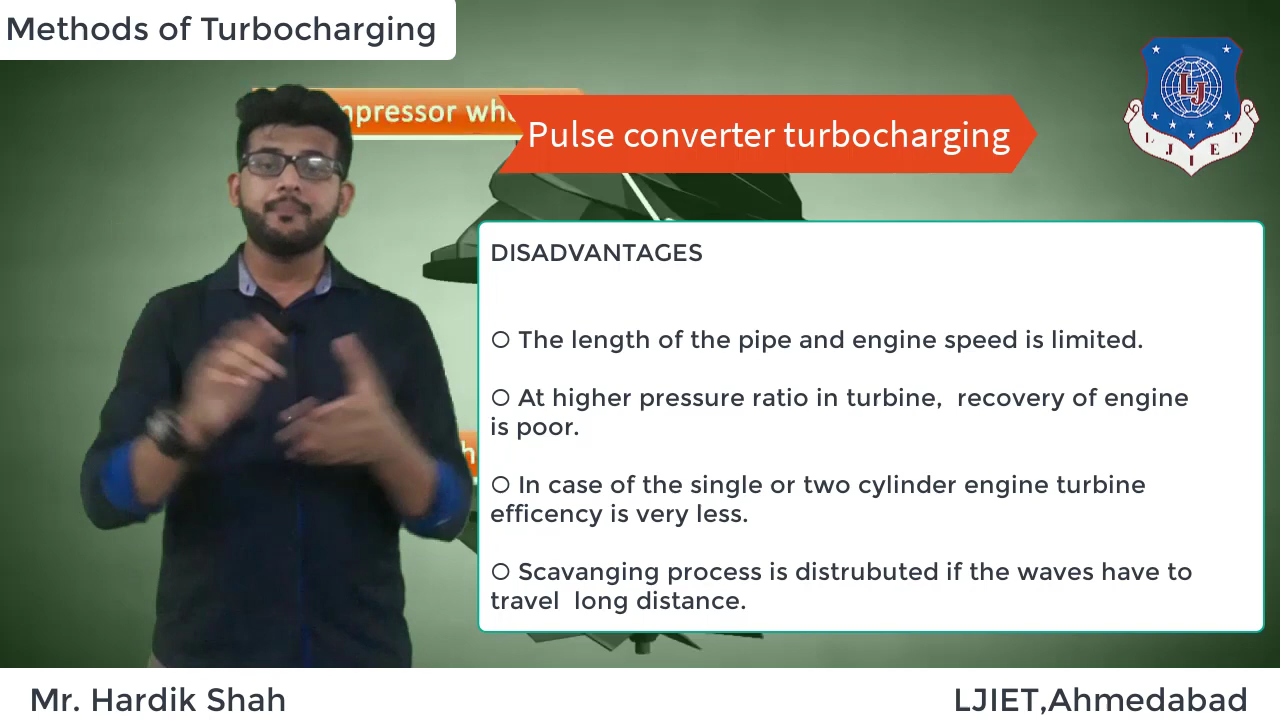 Methods of Turbocharging
Pulse converter turbocharging
L J I E T
LJ
DISADVANTAGES
O The length of the pipe and engine speed is limited.
O At higher pressure ratio in turbine,  recovery of engine
is poor.
O In case of the single or two cylinder engine turbine
efficency is very less.
O Scavanging process is distrubuted if the waves have to
travel  long distance.
Mr. Hardik Shah
LJIET,Ahmedabad